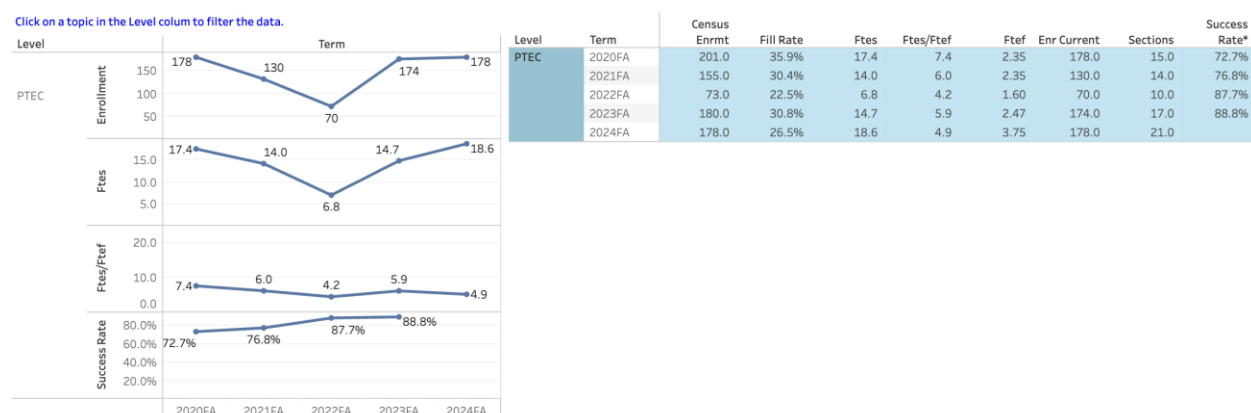 Click on a topic in the Level colum to filter the data.
Level Term
PTEC
Enrollment
150
100
50
178 130 70 174 178
Ftes
15.0
10.0
5.0
17.4 14.0 6.8 14.7 18.6
Ftes/Ftef
20.0
10.0
0.0
7.4 6.0 4.2 5.9 4.9
Success Rate
80.0%
60.0%
40.0%
20.0%
72.7% 76.8% 87.7% 88.8%
2020FA 2021FA 2022FA 2023FA 2024FA
Census Success
Level Term Enrmt Fill Rate Ftes Ftes/Ftef Ftef Enr Current Sections Rate*
PTEC 2020FA 201.0 35.9% 17.4 7.4 2.35 178.0 15.0 72.7%
2021FA 155.0 30.4% 14.0 6.0 2.35 130.0 14.0 76.8%
2022FA 73.0 22.5% 6.8 4.2 1.60 70.0 10.0 87.7%
2023FA 180.0 30.8% 14.7 5.9 2.47 174.0 17.0 88.8%
2024FA 178.0 26.5% 18.6 4.9 3.75 178.0 21.0